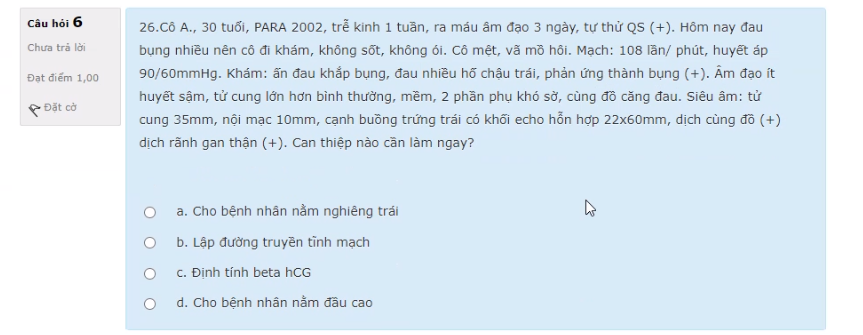 Câu hỏi 6
Chưa trả lời
Đạt điểm 1,00
Đặt cờ
26.Cô A., 30 tuổi, PARA 2002, trễ kinh 1 tuần, ra máu âm đạo 3 ngày, tự thử QS (+). Hôm nay đau
bụng nhiều nên cô đi khám, không sốt, không ói. Cô mệt, vã mồ hôi. Mạch: 108 lần/ phút, huyết áp
90/60mmHg. Khám: ấn đau khắp bụng, đau nhiều hố chậu trái, phản ứng thành bụng (+). Âm đạo ít
huyết sậm, tử cung lớn hơn bình thường, mềm, 2 phần phụ khó sờ, cùng đồ căng đau. Siêu âm: tử
cung 35mm, nội mạc 10mm, cạnh buồng trứng trái có khối echo hỗn hợp 22x60mm, dịch cùng đồ (+)
dịch rãnh gan thận (+). Can thiệp nào cần làm ngay?
a. Cho bệnh nhân nằm nghiêng trái
b. Lập đường truyền tĩnh mạch
c. Định tính beta hCG
d. Cho bệnh nhân nằm đầu cao